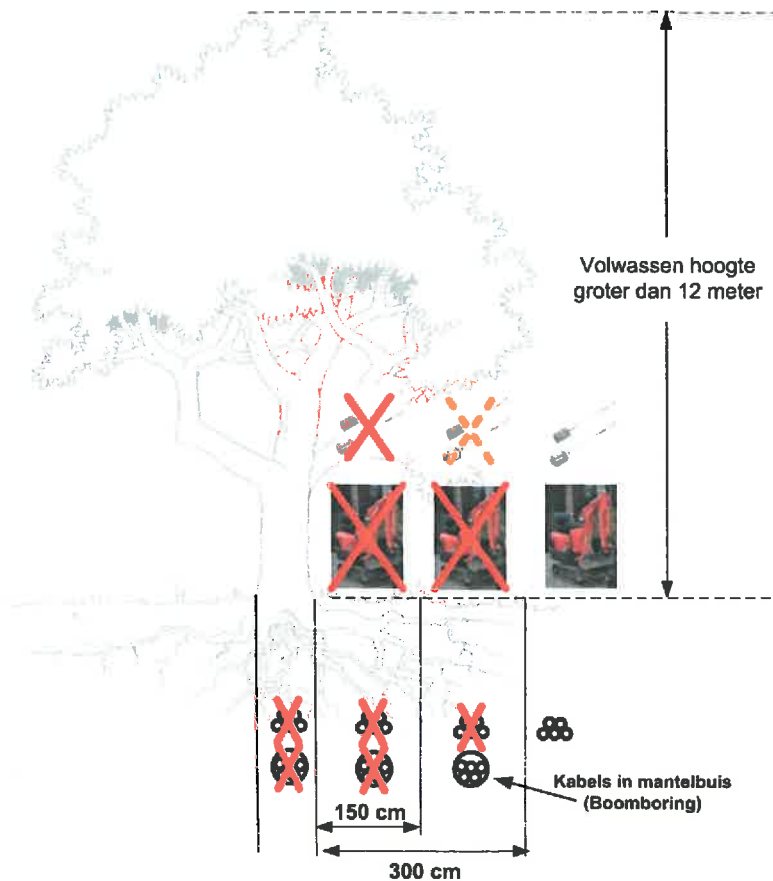 Volwassen hoogte
groter dan 12 meter
Kabels in mantelbuis
(Boomboring)
150 cm
300 cm